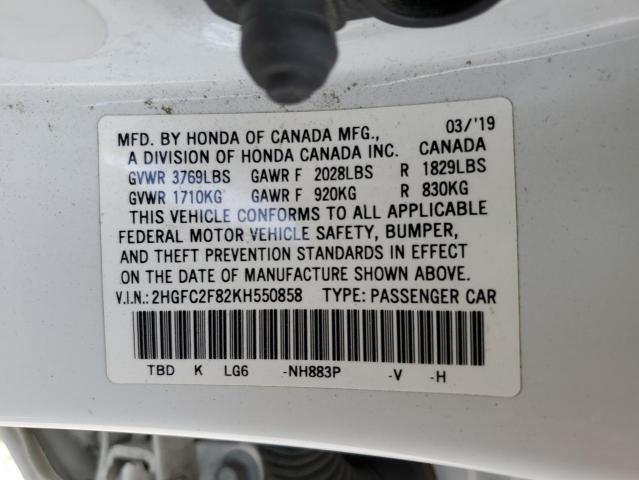 MFD. BY HONDA OF CANADA MFG., 03/'19
A DIVISION OF HONDA CANADA INC. CANADA
GVWR 3769LBS GAWR F 2028LBS R 1829LBS
GVWR 1710KG GAWR F 920KG R 830KG
THIS VEHICLE CONFORMS TO ALL APPLICABLE
FEDERAL MOTOR VEHICLE SAFETY, BUMPER,
AND THEFT PREVENTION STANDARDS IN EFFECT
ON THE DATE OF MANUFACTURE SHOWN ABOVE.
V.I.N.: 2HGFC2F82KH550858 TYPE: PASSENGER CAR
TBD K LG6 -NH883P -V -H